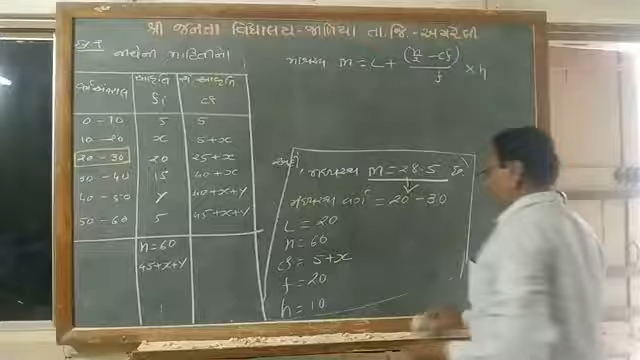 શ્રી જનતા વિદ્યાલય-જાળિયા તા.જિ.-અમરેલી
નીચેની માહિતીનો
મધ્યસ્થ M = L + (n/2 - cf)/f × h
વર્ગઅંતરાલ આવૃત્તિ fi આવૃત્તિ cf
0-10 5 5
10-20 x 5+x
20-30 20 25+x
30-40 15 40+x
40-50 y 40+x+y
50-60 5 45+x+y
n=60
45+x+y
અહીં, મધ્યસ્થ M = 28.5 છે.
મધ્યસ્થ વર્ગ = 20-30
L = 20
n = 60
cf = 5+x
f = 20
h = 10